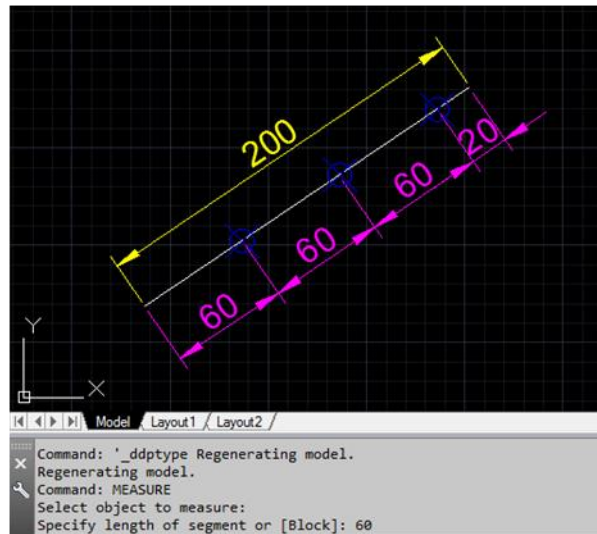 200
20
60
60
60
Y
X
Model Layout1 Layout2
Command: '_ddptype Regenerating model.
Regenerating model.
Command: MEASURE
Select object to measure:
Specify length of segment or [Block]: 60